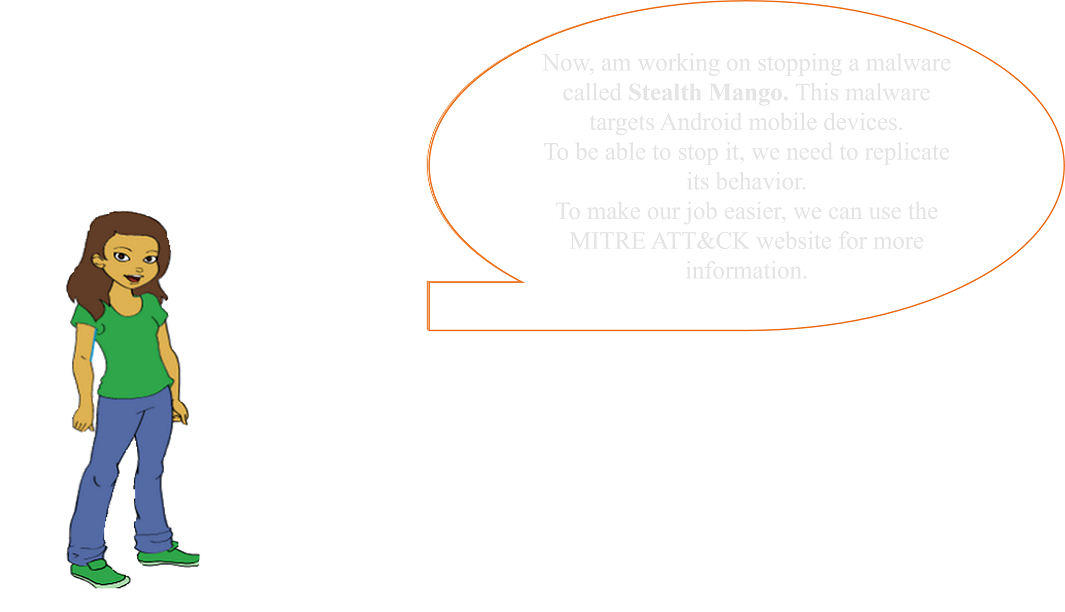 Now, am working on stopping a malware
called Stealth Mango. This malware
targets Android mobile devices.
To be able to stop it, we need to replicate
its behavior.
To make our job easier, we can use the
MITRE ATT&CK website for more
information.